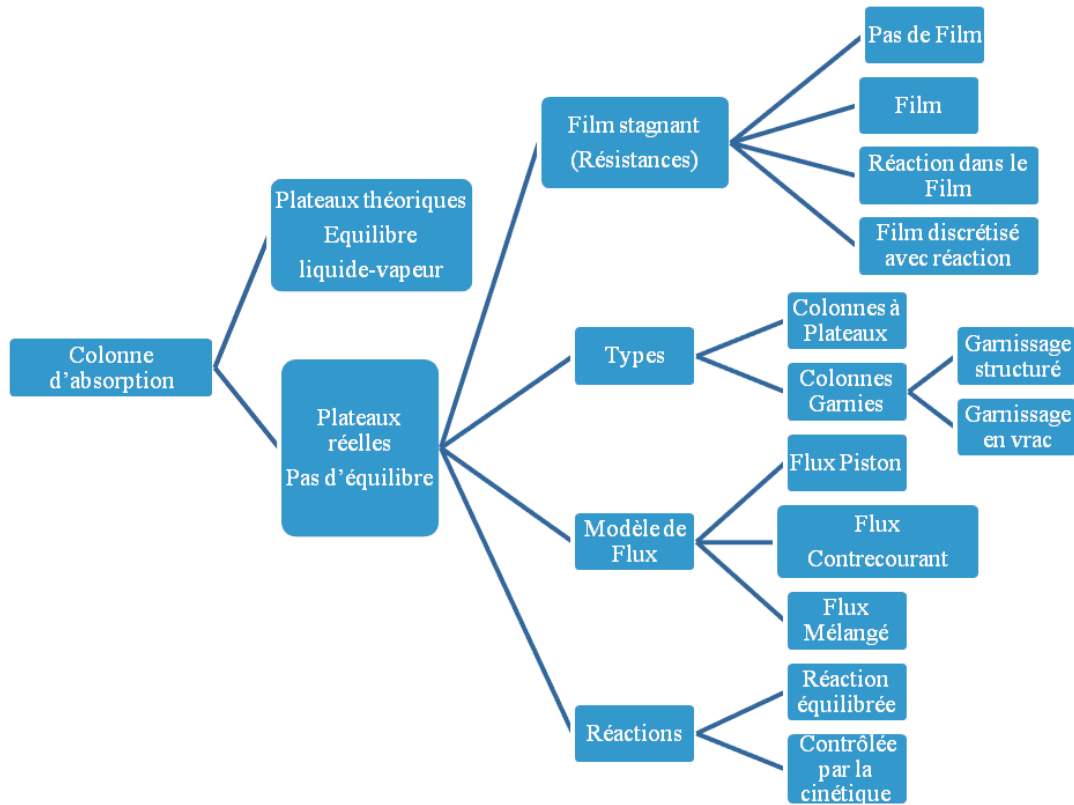 Colonne
d'absorption
Plateaux théoriques
Equilibre
liquide-vapeur
Plateaux
réelles
Pas d'équilibre
Film stagnant
(Résistances)
Pas de Film
Film
Réaction dans le
Film
Film discrétisé
avec réaction
Types
Colonnes à
Plateaux
Colonnes
Garnies
Garnissage
structuré
Garnissage
en vrac
Modèle de
Flux
Flux Piston
Flux
Contrecourant
Flux
Mélangé
Réactions
Réaction
équilibrée
Contrôlée
par la
cinétique